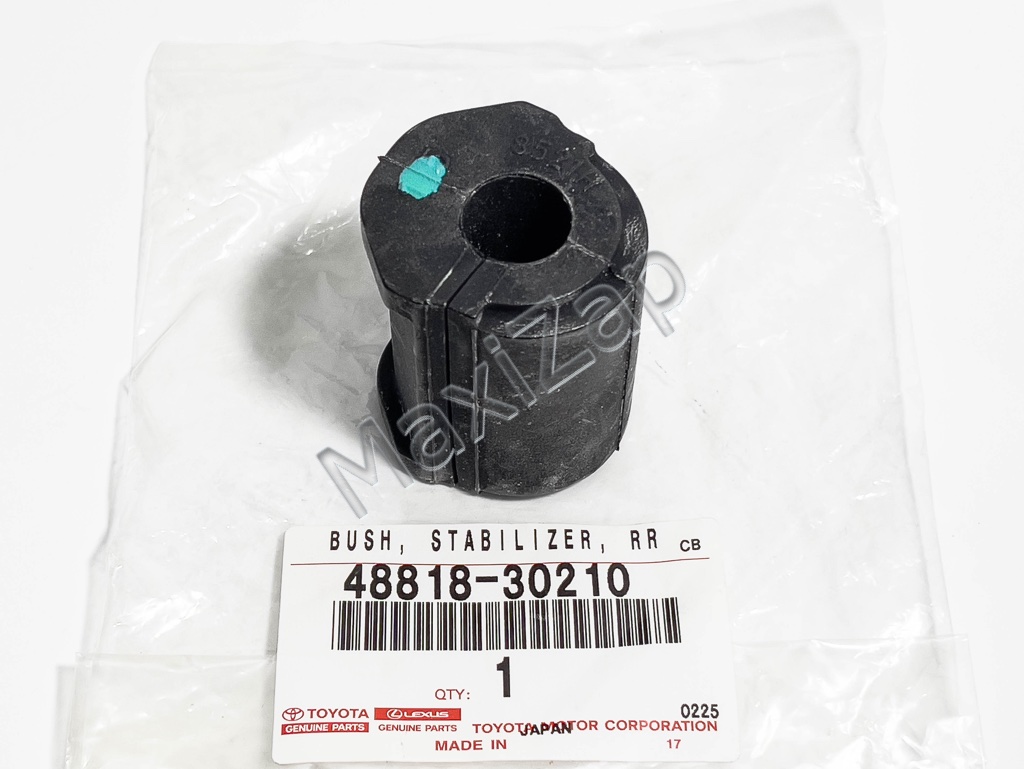 MaxiZap
BUSH, STABILIZER, RR CB
48818-30210
QTY: 1
TOYOTA LEXUS 0225
GENUINE PARTS GENUINE PARTS TOYOTA MOTOR CORPORATION
MADE IN JAPAN 17